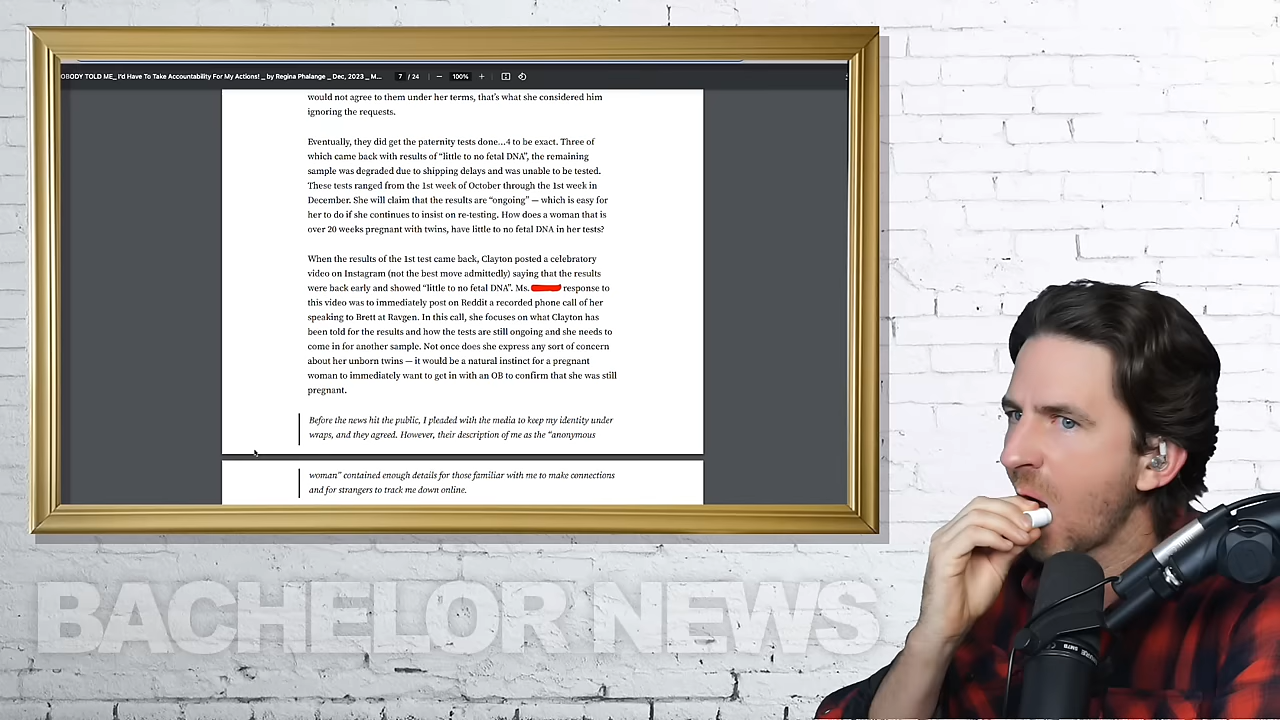 OBODY TOLD ME_ I'd Have To Take Accountability For My Actions! _ by Regina Phalange _ Dec, 2023 _ M... 7 / 24 − 100% +
would not agree to them under her terms, that's what she considered him
ignoring the requests.
Eventually, they did get the paternity tests done...4 to be exact. Three of
which came back with results of “little to no fetal DNA”, the remaining
sample was degraded due to shipping delays and was unable to be tested.
These tests ranged from the 1st week of October through the 1st week in
December. She will claim that the results are “ongoing” — which is easy for
her to do if she continues to insist on re-testing. How does a woman that is
over 20 weeks pregnant with twins, have little to no fetal DNA in her tests?
When the results of the 1st test came back, Clayton posted a celebratory
video on Instagram (not the best move admittedly) saying that the results
were back early and showed “little to no fetal DNA”. Ms. response to
this video was to immediately post on Reddit a recorded phone call of her
speaking to Brett at Ravgen. In this call, she focuses on what Clayton has
been told for the results and how the tests are still ongoing and she needs to
come in for another sample. Not once does she express any sort of concern
about her unborn twins — it would be a natural instinct for a pregnant
woman to immediately want to get in with an OB to confirm that she was still
pregnant.
Before the news hit the public, I pleaded with the media to keep my identity under
wraps, and they agreed. However, their description of me as the “anonymous
woman” contained enough details for those familiar with me to make connections
and for strangers to track me down online.
BACHELOR NEWS